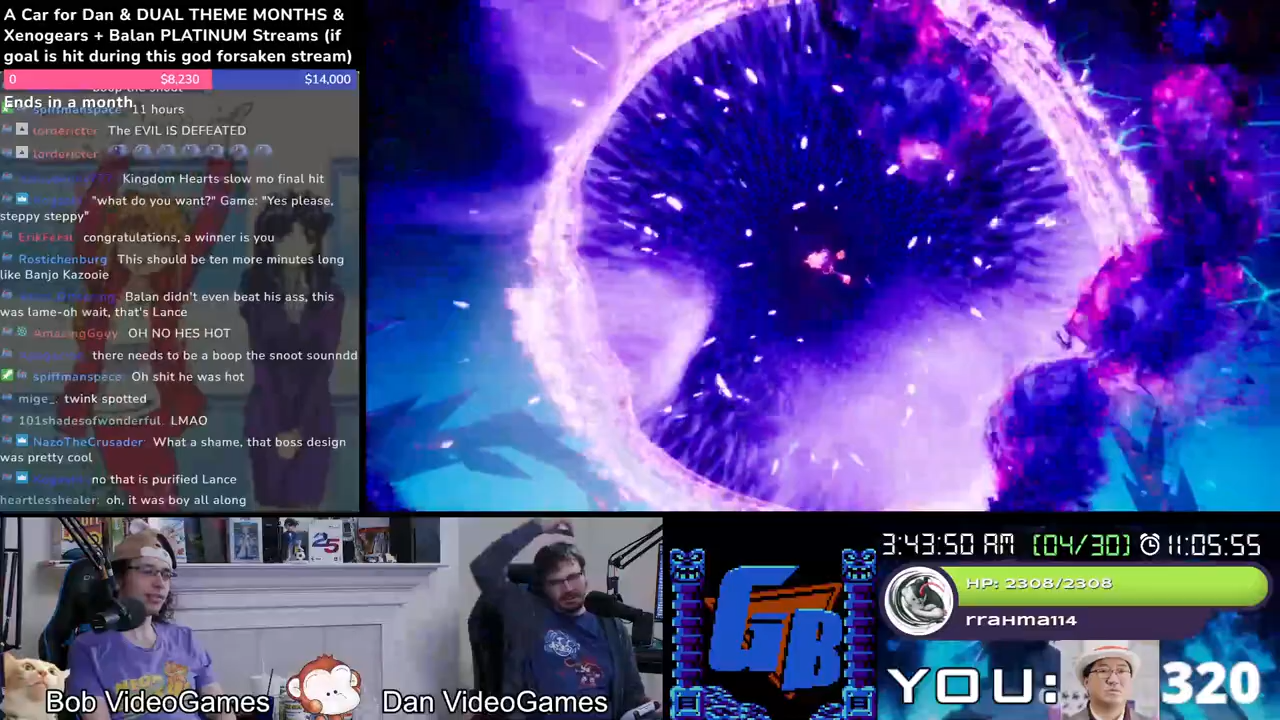 A Car for Dan & DUAL THEME MONTHS &
Xenogears + Balan PLATINUM Streams (if
goal is hit during this god forsaken stream)
0 $8,230 $14,000
boop the snout
Ends in a month
spiffmanspace: 11 hours
lordericter: The EVIL IS DEFEATED
lordericter:
Kingdom Hearts slow mo final hit
"what do you want?" Game: "Yes please,
steppy steppy"
congratulations, a winner is you
Rostichenburg: This should be ten more minutes long
like Banjo Kazooie
Balan didn't even beat his ass, this
was lame-oh wait, that's Lance
AmazingGuyy: OH NO HES HOT
there needs to be a boop the snoot sounndd
spiffmanspace: Oh shit he was hot
mige_: twink spotted
101shadesofwonderful: LMAO
NazoTheCrusader: What a shame, that boss design
was pretty cool
no that is purified Lance
heartlesshealer: oh, it was boy all along
3:43:50 AM [04/30] 11:05:55
HP: 2308/2308
rrahma114
GB
YOU: 320
25
Bob VideoGames
Dan VideoGames